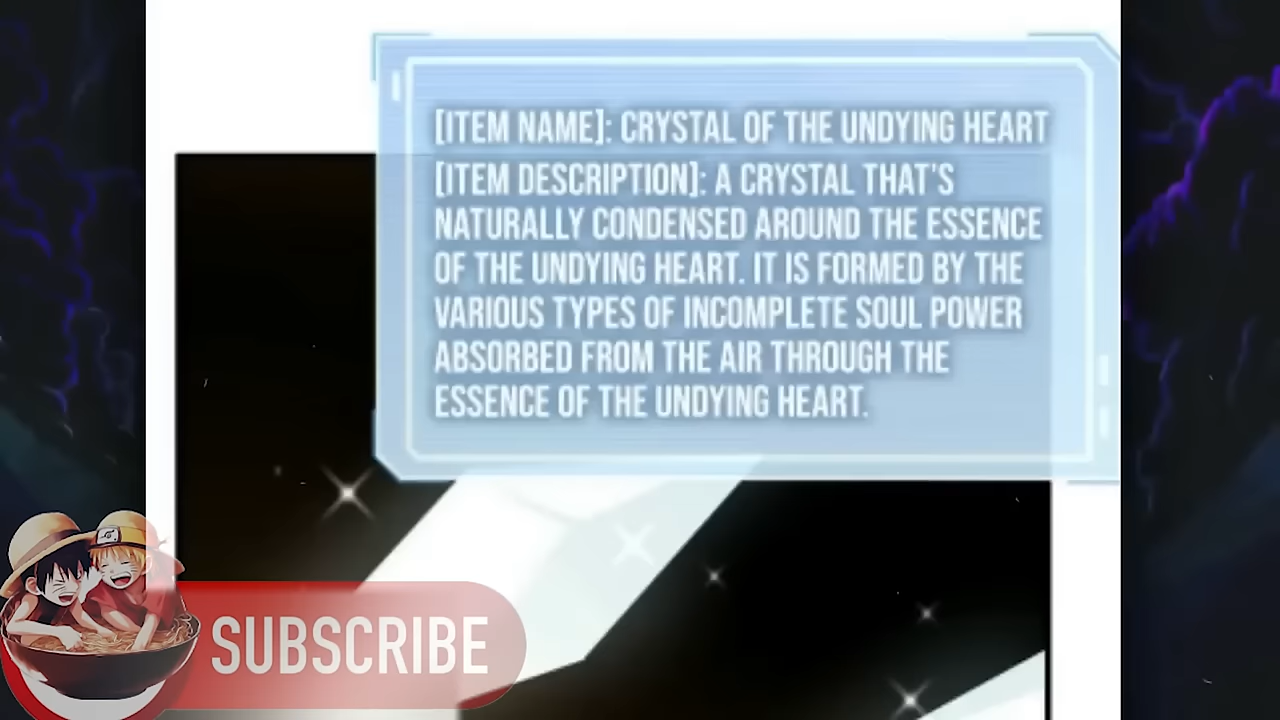 [ITEM NAME]: CRYSTAL OF THE UNDYING HEART
[ITEM DESCRIPTION]: A CRYSTAL THAT'S
NATURALLY CONDENSED AROUND THE ESSENCE
OF THE UNDYING HEART. IT IS FORMED BY THE
VARIOUS TYPES OF INCOMPLETE SOUL POWER
ABSORBED FROM THE AIR THROUGH THE
ESSENCE OF THE UNDYING HEART.
SUBSCRIBE